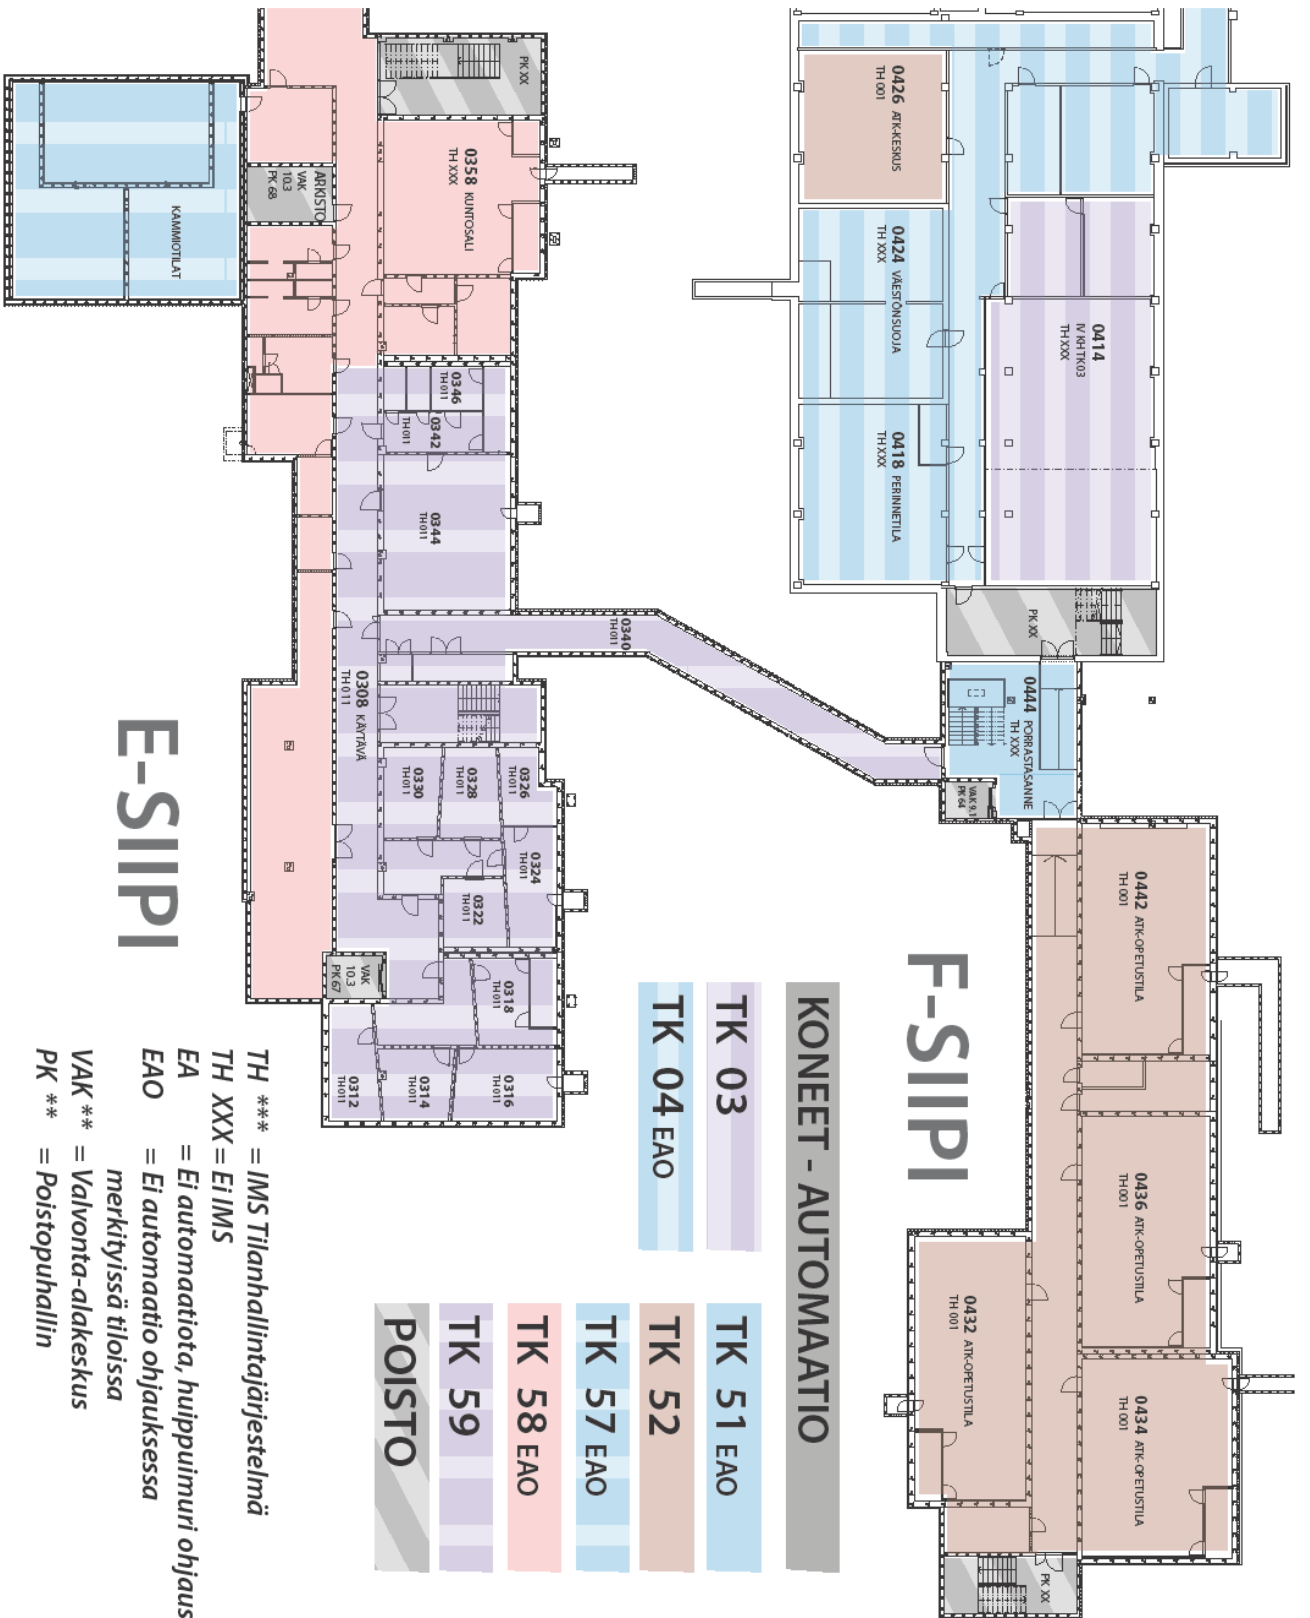 PK XX
0358 KUNTOSALI
TH XXX
ARKISTO
VAK
10.3
PK 68
KAMMIOTILAT
0346
TH 011
0342
TH 011
0344
TH 011
0340
TH 011
0308 KÄYTÄVÄ
TH 011
0330
TH 011
0328
TH 011
0326
TH 011
0324
TH 011
0322
TH 011
VAK
10.3
PK 67
0318
TH 011
0312
TH 011
0314
TH 011
0316
TH 011
E-SIIPI
0426 ATK-KESKUS
TH 001
0424 VÄESTÖNSUOJA
TH XXX
0418 PERINNETILA
TH XXX
0414
IV KH TK03
TH XXX
PK XX
0444 PORRASTASANNE
TH XXX
VAK 9.1
PK 64
0442 ATK-OPETUSTILA
TH 001
0436 ATK-OPETUSTILA
TH 001
0434 ATK-OPETUSTILA
TH 001
0432 ATK-OPETUSTILA
TH 001
PK XX
F-SIIPI
KONEET - AUTOMAATIO
TK 03
TK 04 EAO
TK 51 EAO
TK 52
TK 57 EAO
TK 58 EAO
TK 59
POISTO
TH *** = IMS Tilanhallintajärjestelmä
TH XXX = Ei IMS
EA = Ei automaatiota, huippuimuri ohjaus
EAO = Ei automaatio ohjauksessa
merkityissä tiloissa
VAK ** = Valvonta-alakeskus
PK ** = Poistopuhallin